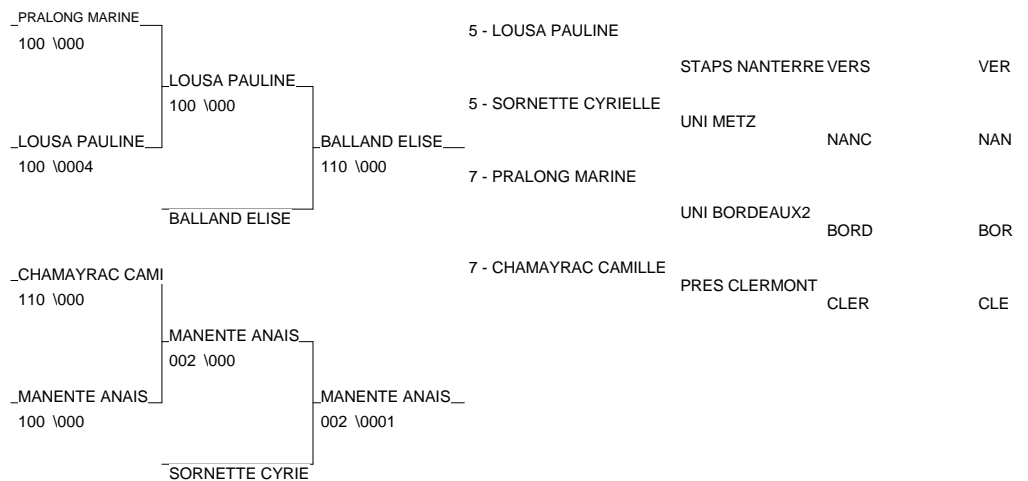 PRALONG MARINE
100 \000
LOUSA PAULINE
100 \000
LOUSA PAULINE
100 \0004
BALLAND ELISE
110 \000
BALLAND ELISE
CHAMAYRAC CAMI
110 \000
MANENTE ANAIS
002 \000
MANENTE ANAIS
100 \000
MANENTE ANAIS
002 \0001
SORNETTE CYRIE
5 - LOUSA PAULINE
STAPS NANTERRE VERS VER
5 - SORNETTE CYRIELLE
UNI METZ
NANC NAN
7 - PRALONG MARINE
UNI BORDEAUX2
BORD BOR
7 - CHAMAYRAC CAMILLE
PRES CLERMONT
CLER CLE